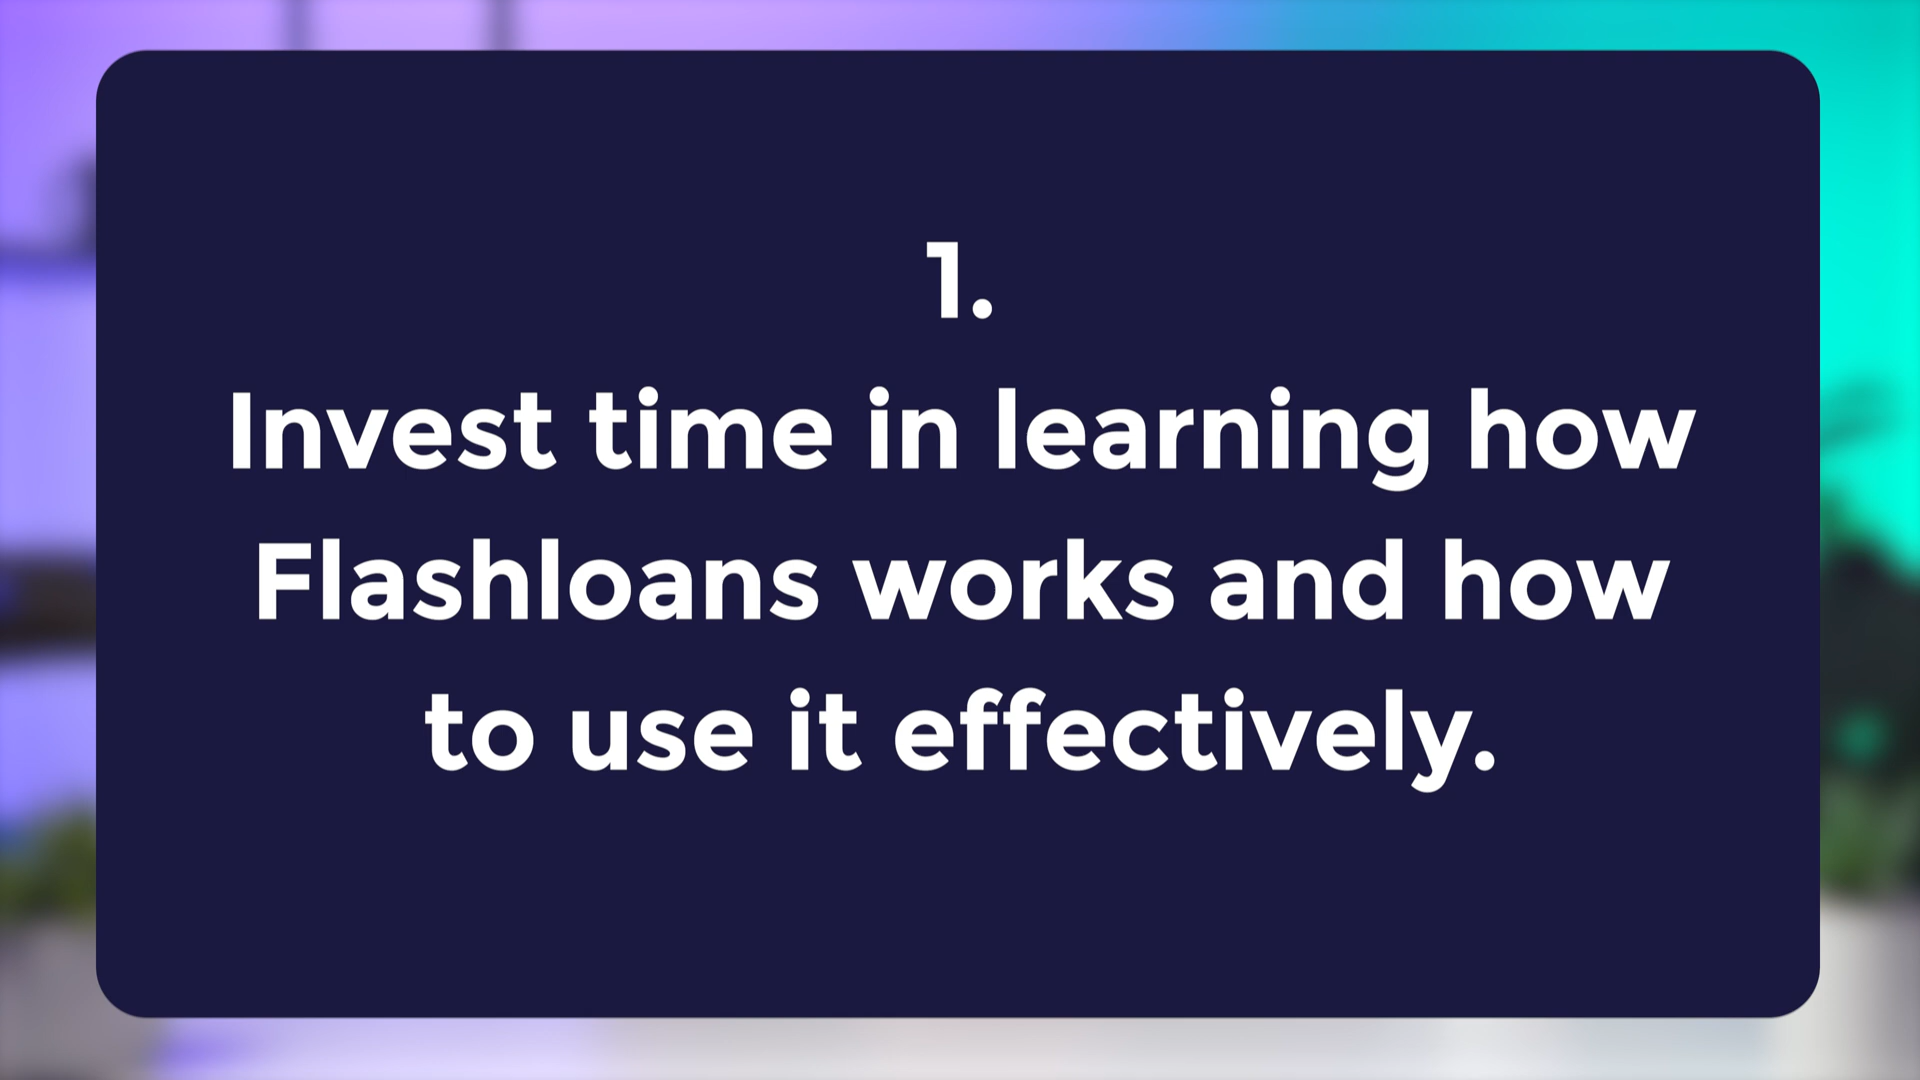 1.
Invest time in learning how
Flashloans works and how
to use it effectively.